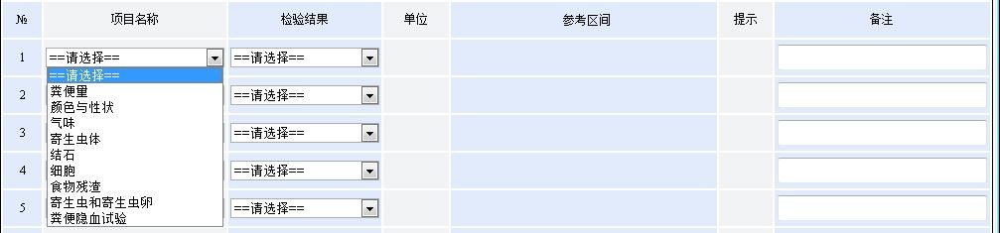 № 项目名称 检验结果 单位 参考区间 提示 备注
1 ==请选择== ==请选择==
==请选择==
粪便量
2 ==请选择==
颜色与性状
气味
3 ==请选择==
寄生虫体
结石
4 ==请选择==
细胞
食物残渣
寄生虫和寄生虫卵
5 ==请选择==
粪便隐血试验